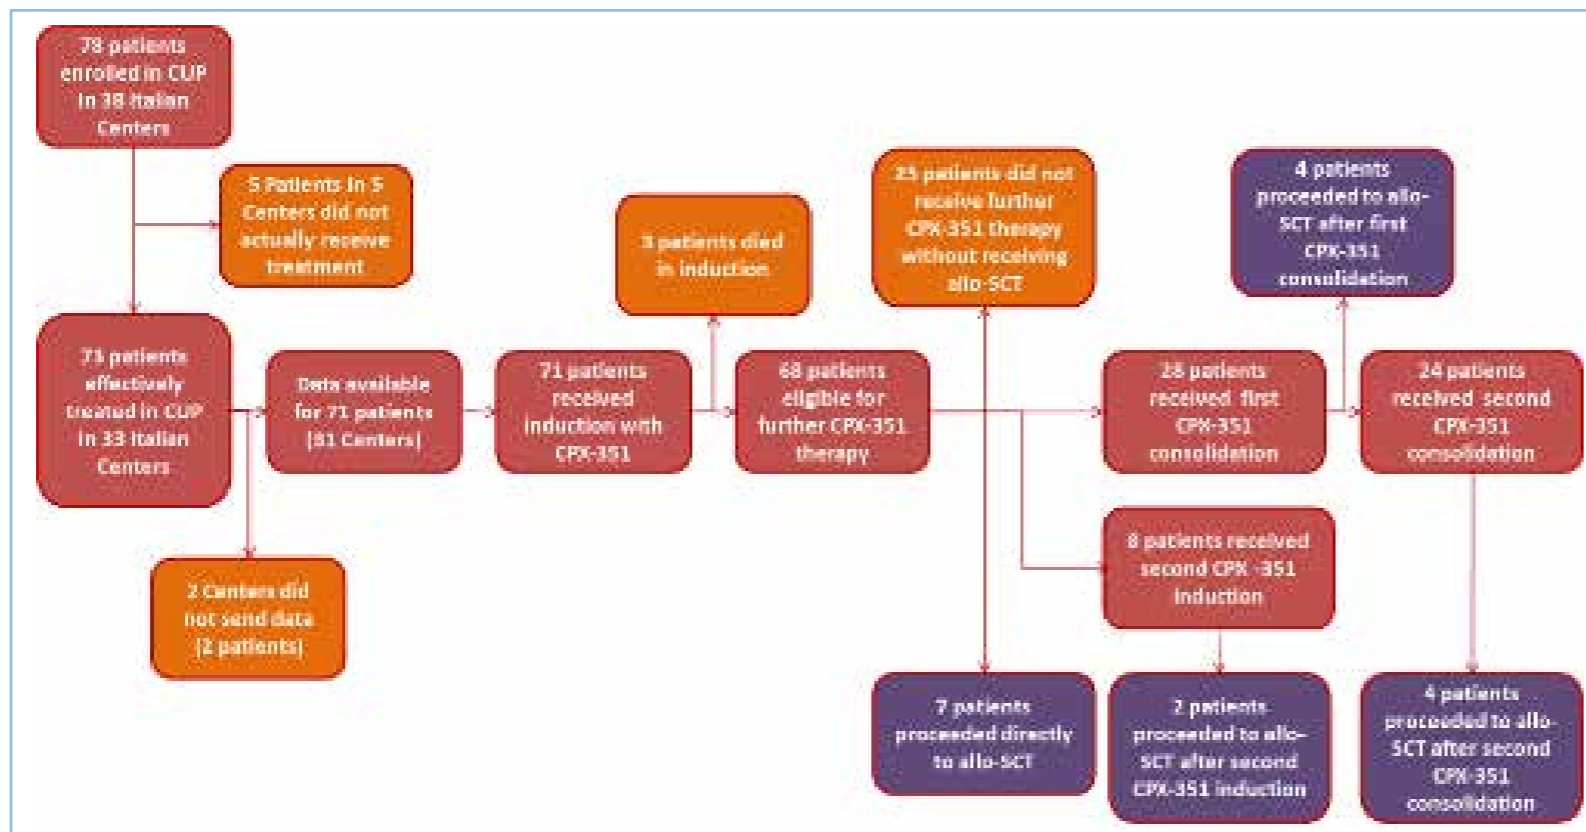 78 patients
enrolled in CUP
in 38 Italian
Centers
5 Patients in 5
Centers did not
actually receive
treatment
73 patients
effectively
treated in CUP
in 33 Italian
Centers
2 Centers did
not send data
(2 patients)
Data available
for 71 patients
(31 Centers)
71 patients
received
induction with
CPX-351
3 patients died
in induction
68 patients
eligible for
further CPX-351
therapy
25 patients did not
receive further
CPX-351 therapy
without receiving
allo-SCT
7 patients
proceeded directly
to allo-SCT
28 patients
received first
CPX-351
consolidation
4 patients
proceeded to allo-
SCT after first
CPX-351
consolidation
24 patients
received second
CPX-351
consolidation
8 patients received
second CPX -351
induction
2 patients
proceeded to allo-
SCT after second
CPX-351 induction
4 patients
proceeded to allo-
SCT after second
CPX-351
consolidation